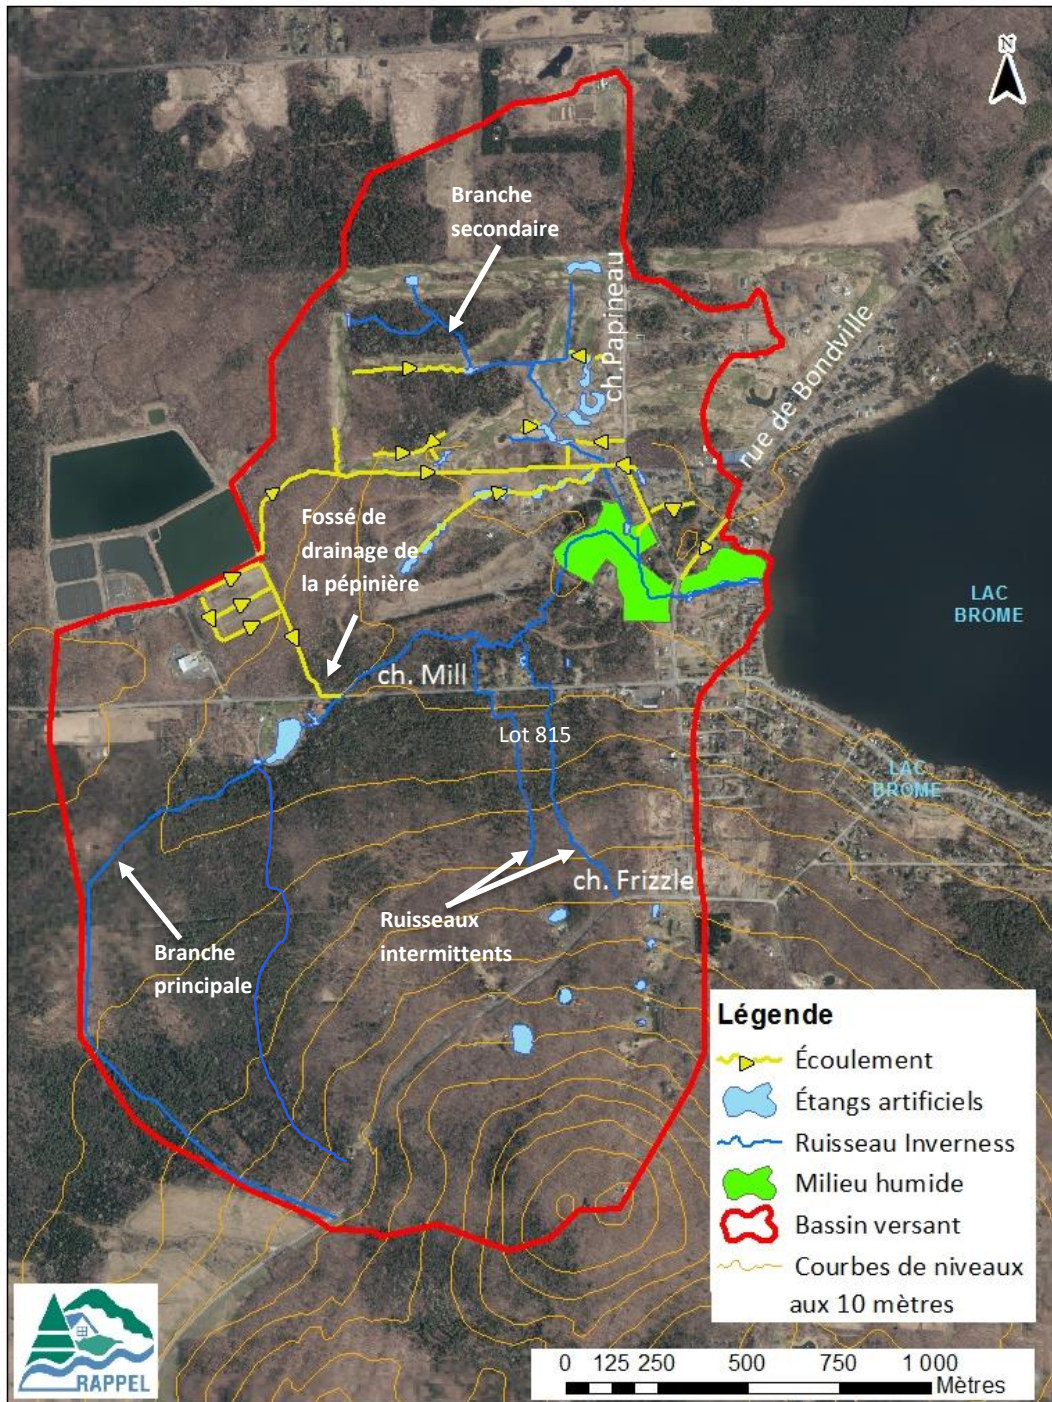 N
Branche
secondaire
ch.Papineau
rue de Bondville
Fossé de
drainage de
la pépinière
LAC
BROME
ch. Mill
Lot 815
LAC
BROME
ch. Frizzle
Ruisseaux
intermittents
Branche
principale
Légende
Écoulement
Étangs artificiels
Ruisseau Inverness
Milieu humide
Bassin versant
Courbes de niveaux
aux 10 mètres
RAPPEL
0 125 250 500 750 1 000
Mètres